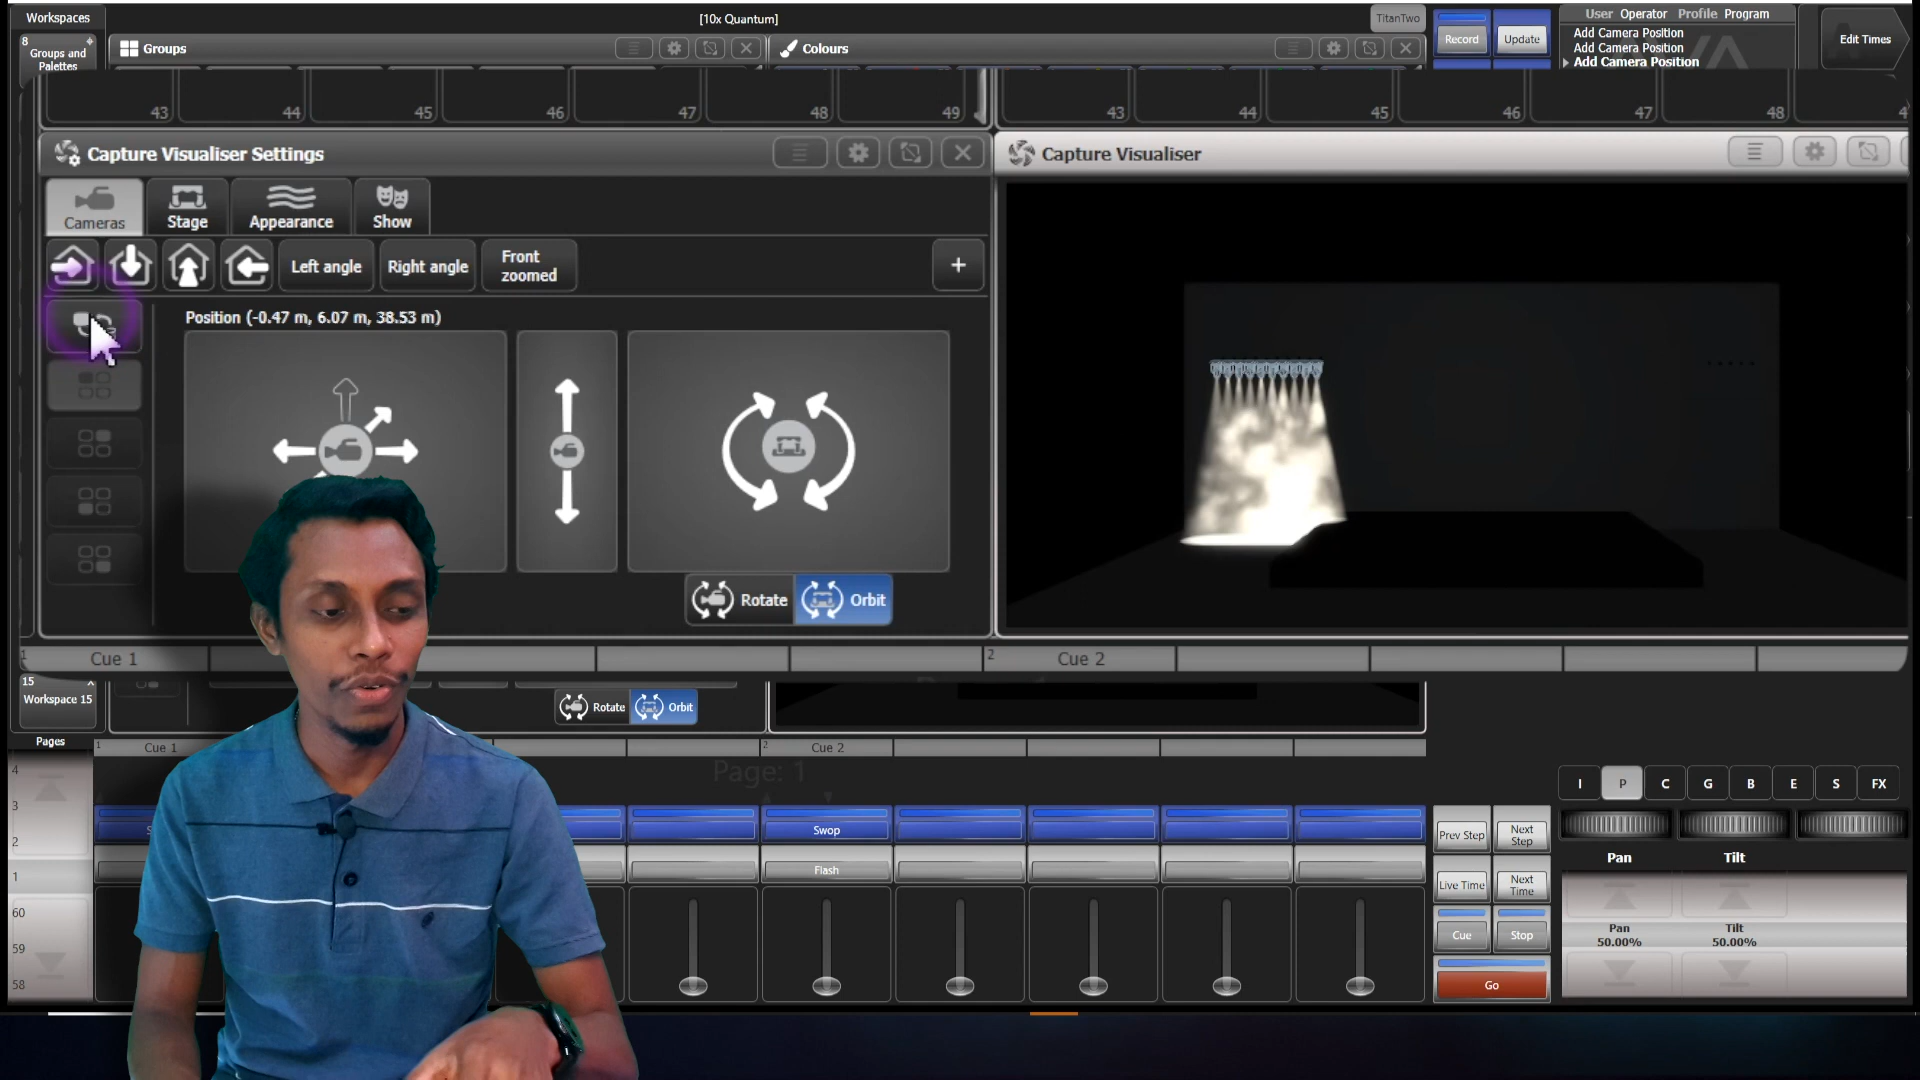 Workspaces
[10x Quantum]
TitanTwo
Record
Update
User Operator Profile Program
Add Camera Position
Add Camera Position
Add Camera Position
Edit Times
8
Groups and
Palettes
Groups
Colours
43 44 45 46 47 48 49
43 44 45 46 47 48
Capture Visualiser Settings
Capture Visualiser
Cameras
Stage
Appearance
Show
Left angle
Right angle
Front
zoomed
+
Position (-0.47 m, 6.07 m, 38.53 m)
Rotate
Orbit
1
Cue 1
2
Cue 2
15
Workspace 15
Rotate
Orbit
Pages
1
Cue 1
2
Cue 2
Page: 1
4
3
2
1
60
59
58
Swop
Flash
Prev Step
Next
Step
Live Time
Next
Time
Cue
Stop
Go
I
P
C
G
B
E
S
FX
Pan
Tilt
Pan
50.00%
Tilt
50.00%